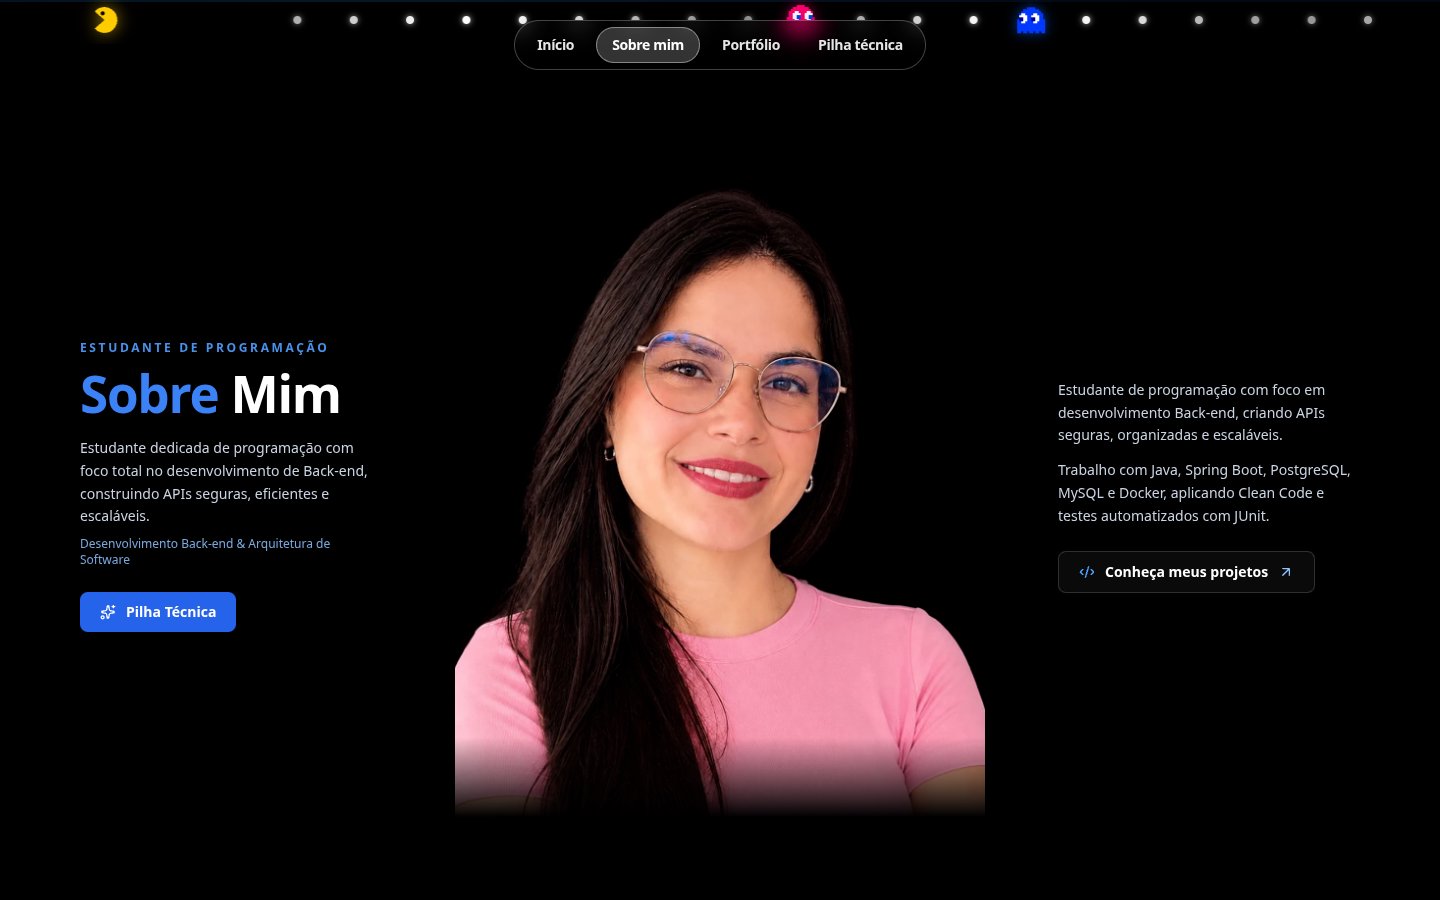 Início
Sobre mim
Portfólio
Pilha técnica
ESTUDANTE DE PROGRAMAÇÃO
Sobre Mim
Estudante dedicada de programação com
foco total no desenvolvimento de Back-end,
construindo APIs seguras, eficientes e
escaláveis.
Desenvolvimento Back-end & Arquitetura de
Software
Pilha Técnica
Estudante de programação com foco em
desenvolvimento Back-end, criando APIs
seguras, organizadas e escaláveis.
Trabalho com Java, Spring Boot, PostgreSQL,
MySQL e Docker, aplicando Clean Code e
testes automatizados com JUnit.
Conheça meus projetos